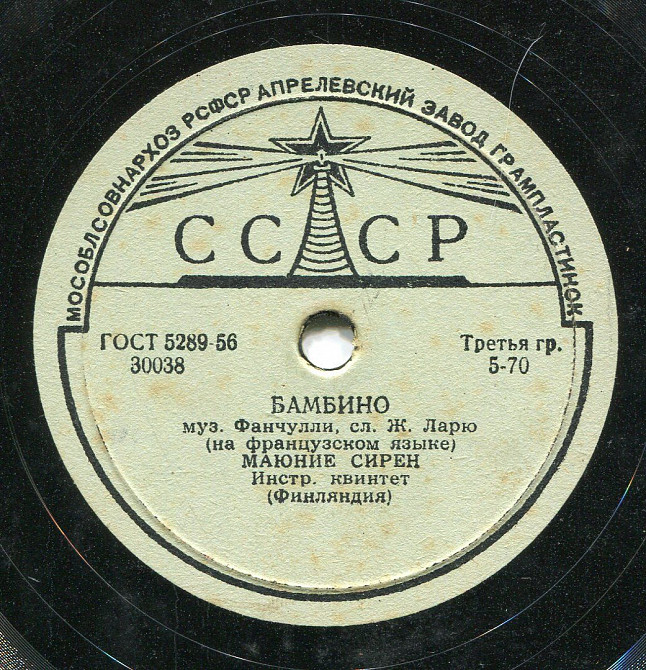 МОСОБЛСОВНАРХОЗ РСФСР АПРЕЛЕВСКИЙ ЗАВОД ГРАМПЛАСТИНОК
СССР
ГОСТ 5289-56
30038
Третья гр.
5-70
БАМБИНО
муз. Фанчулли, сл. Ж. Ларю
(на французском языке)
МАЮНИЕ СИРЕН
Инстр. квинтет
(Финляндия)